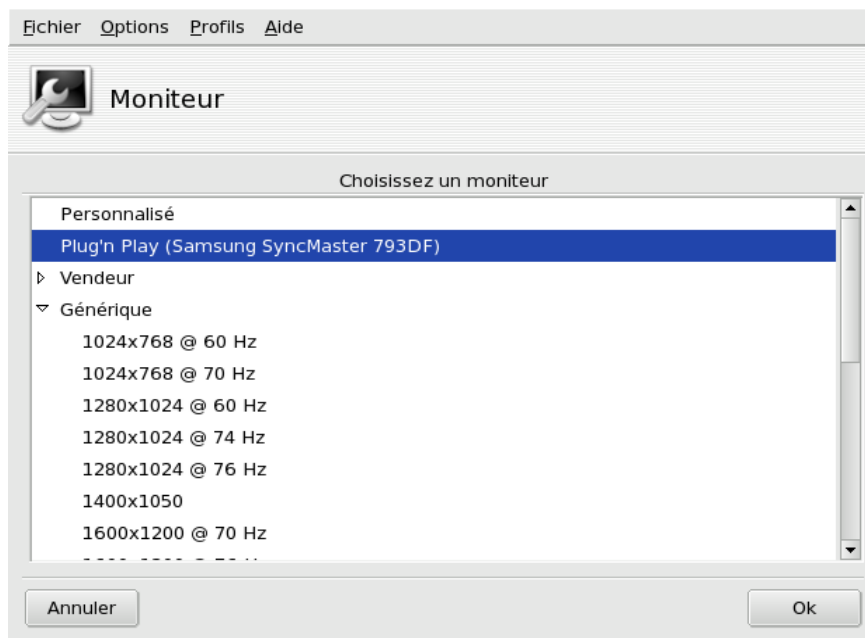 Fichier Options Profils Aide
Moniteur
Choisissez un moniteur
Personnalisé
Plug'n Play (Samsung SyncMaster 793DF)
Vendeur
Générique
1024x768 @ 60 Hz
1024x768 @ 70 Hz
1280x1024 @ 60 Hz
1280x1024 @ 74 Hz
1280x1024 @ 76 Hz
1400x1050
1600x1200 @ 70 Hz
Annuler Ok